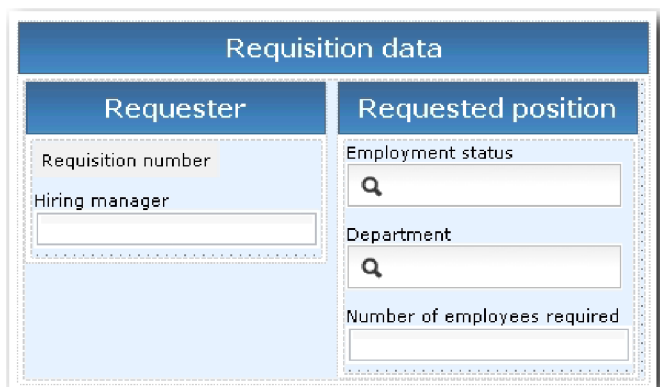 Requisition data
Requester
Requisition number
Hiring manager
Requested position
Employment status
Department
Number of employees required